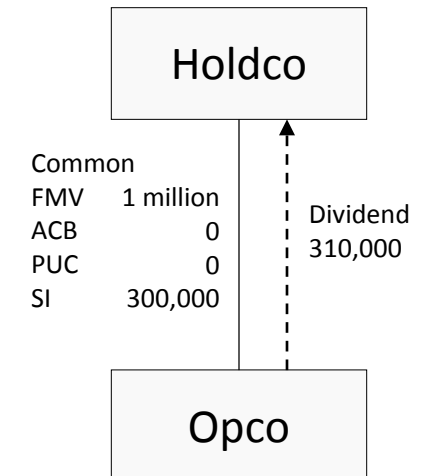 Holdco
Common
FMV 1 million
ACB 0
PUC 0
SI 300,000
Dividend
310,000
Opco